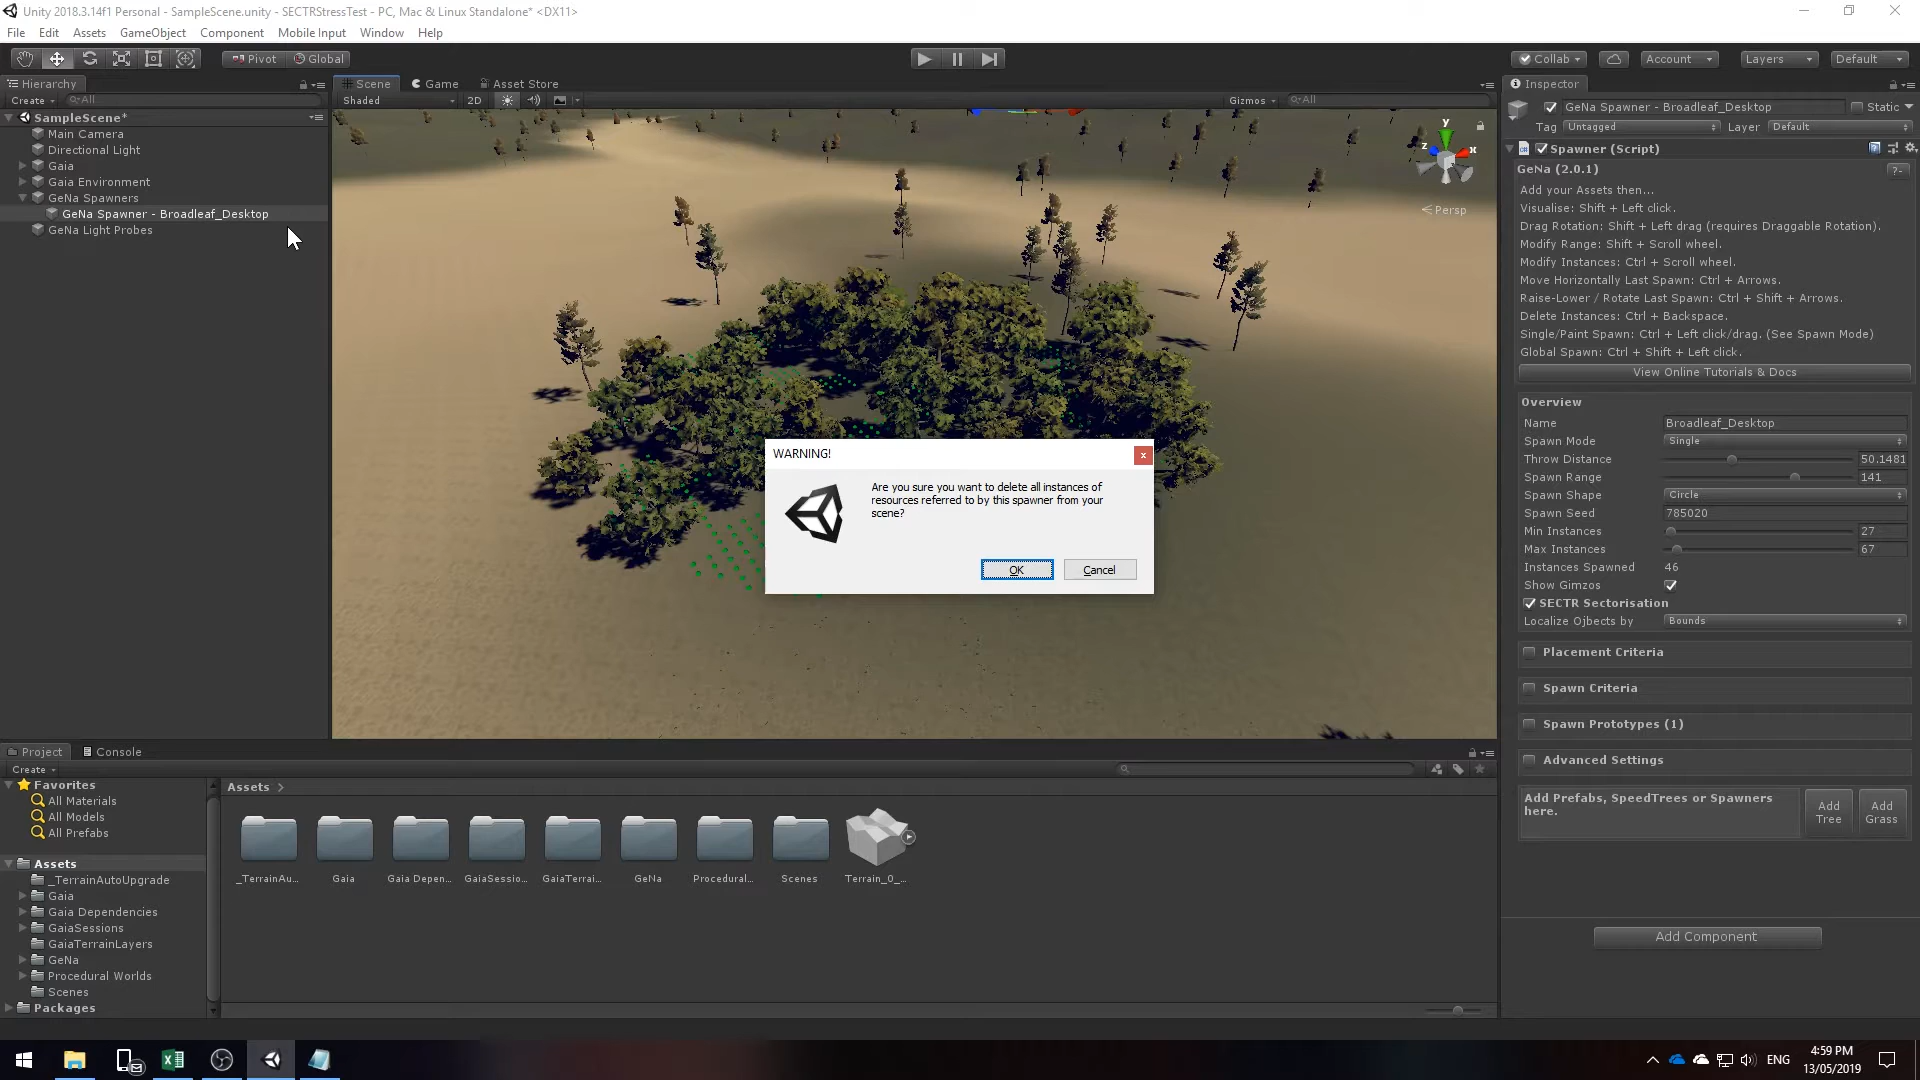 Unity 2018.3.14f1 Personal - SampleScene.unity - SECTRStressTest - PC, Mac & Linux Standalone* <DX11>
File Edit Assets GameObject Component Mobile Input Window Help
Pivot Global Collab Account Layers Default
Hierarchy
Create All
SampleScene*
Main Camera
Directional Light
Gaia
Gaia Environment
GeNa Spawners
GeNa Spawner - Broadleaf_Desktop
GeNa Light Probes
Scene Game Asset Store
Shaded 2D Gizmos All
y
z x
Persp
WARNING!
x
Are you sure you want to delete all instances of
resources referred to by this spawner from your
scene?
OK Cancel
Inspector
GeNa Spawner - Broadleaf_Desktop Static
Tag Untagged Layer Default
Spawner (Script)
GeNa (2.0.1) ?-
Add your Assets then...
Visualise: Shift + Left click.
Drag Rotation: Shift + Left drag (requires Draggable Rotation).
Modify Range: Shift + Scroll wheel.
Modify Instances: Ctrl + Scroll wheel.
Move Horizontally Last Spawn: Ctrl + Arrows.
Raise-Lower / Rotate Last Spawn: Ctrl + Shift + Arrows.
Delete Instances: Ctrl + Backspace.
Single/Paint Spawn: Ctrl + Left click/drag. (See Spawn Mode)
Global Spawn: Ctrl + Shift + Left click.
View Online Tutorials & Docs
Overview
Name Broadleaf_Desktop
Spawn Mode Single
Throw Distance 50.1481
Spawn Range 141
Spawn Shape Circle
Spawn Seed 785020
Min Instances 27
Max Instances 67
Instances Spawned 46
Show Gimzos
SECTR Sectorisation
Localize Ojbects by Bounds
Placement Criteria
Spawn Criteria
Spawn Prototypes (1)
Advanced Settings
Add Prefabs, SpeedTrees or Spawners
here.
Add
Tree
Add
Grass
Add Component
Project Console
Create
Favorites
All Materials
All Models
All Prefabs
Assets
_TerrainAutoUpgrade
Gaia
Gaia Dependencies
GaiaSessions
GaiaTerrainLayers
GeNa
Procedural Worlds
Scenes
Packages
Assets
_TerrainAu... Gaia Gaia Depen... GaiaSessio... GaiaTerrai... GeNa Procedural... Scenes Terrain_0_...
ENG
4:59 PM
13/05/2019